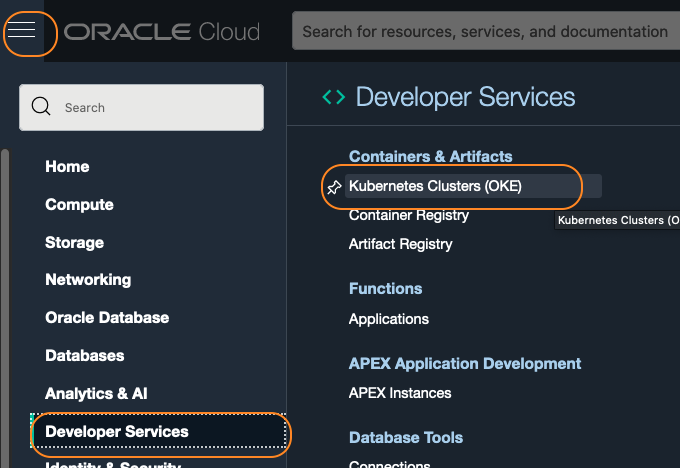 ORACLE Cloud
Search for resources, services, and documentation
Search
Home
Compute
Storage
Networking
Oracle Database
Databases
Analytics & AI
Developer Services
Identity & Security
Developer Services
Containers & Artifacts
Kubernetes Clusters (OKE)
Container Registry
Kubernetes Clusters (O
Artifact Registry
Functions
Applications
APEX Application Development
APEX Instances
Database Tools
Connections